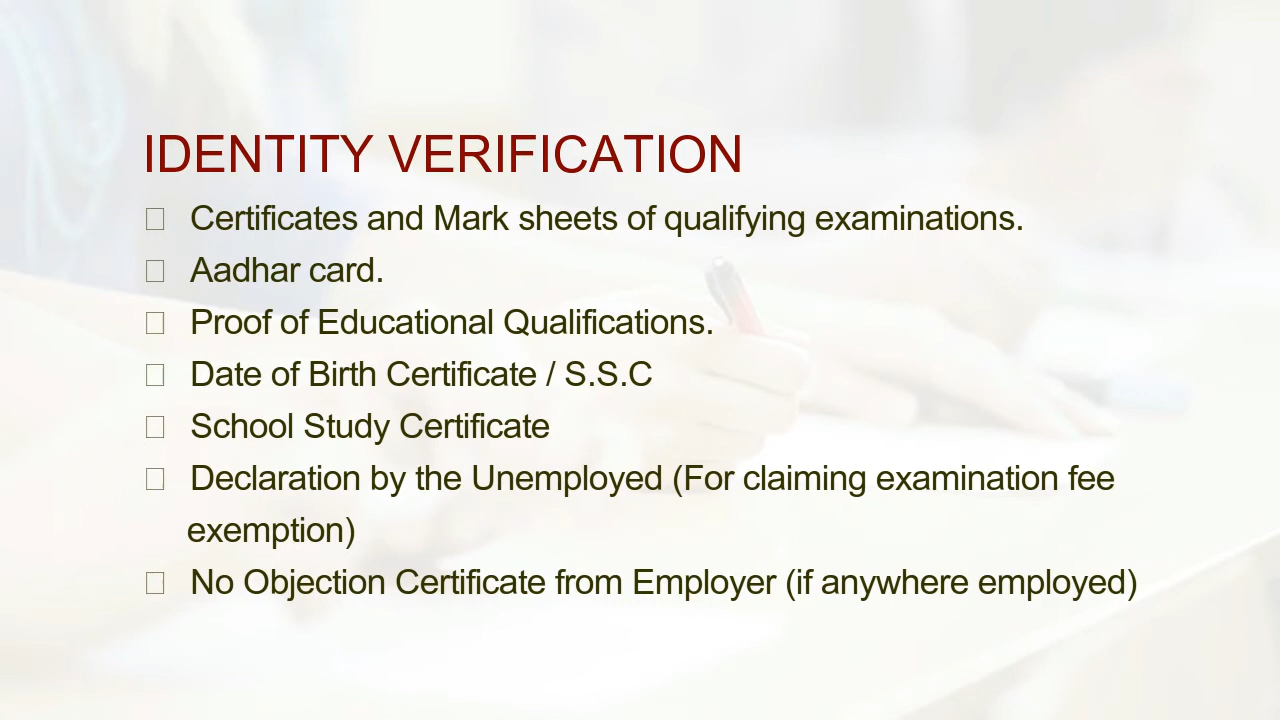 IDENTITY VERIFICATION
□ Certificates and Mark sheets of qualifying examinations.
□ Aadhar card.
□ Proof of Educational Qualifications.
□ Date of Birth Certificate / S.S.C
□ School Study Certificate
□ Declaration by the Unemployed (For claiming examination fee
exemption)
□ No Objection Certificate from Employer (if anywhere employed)